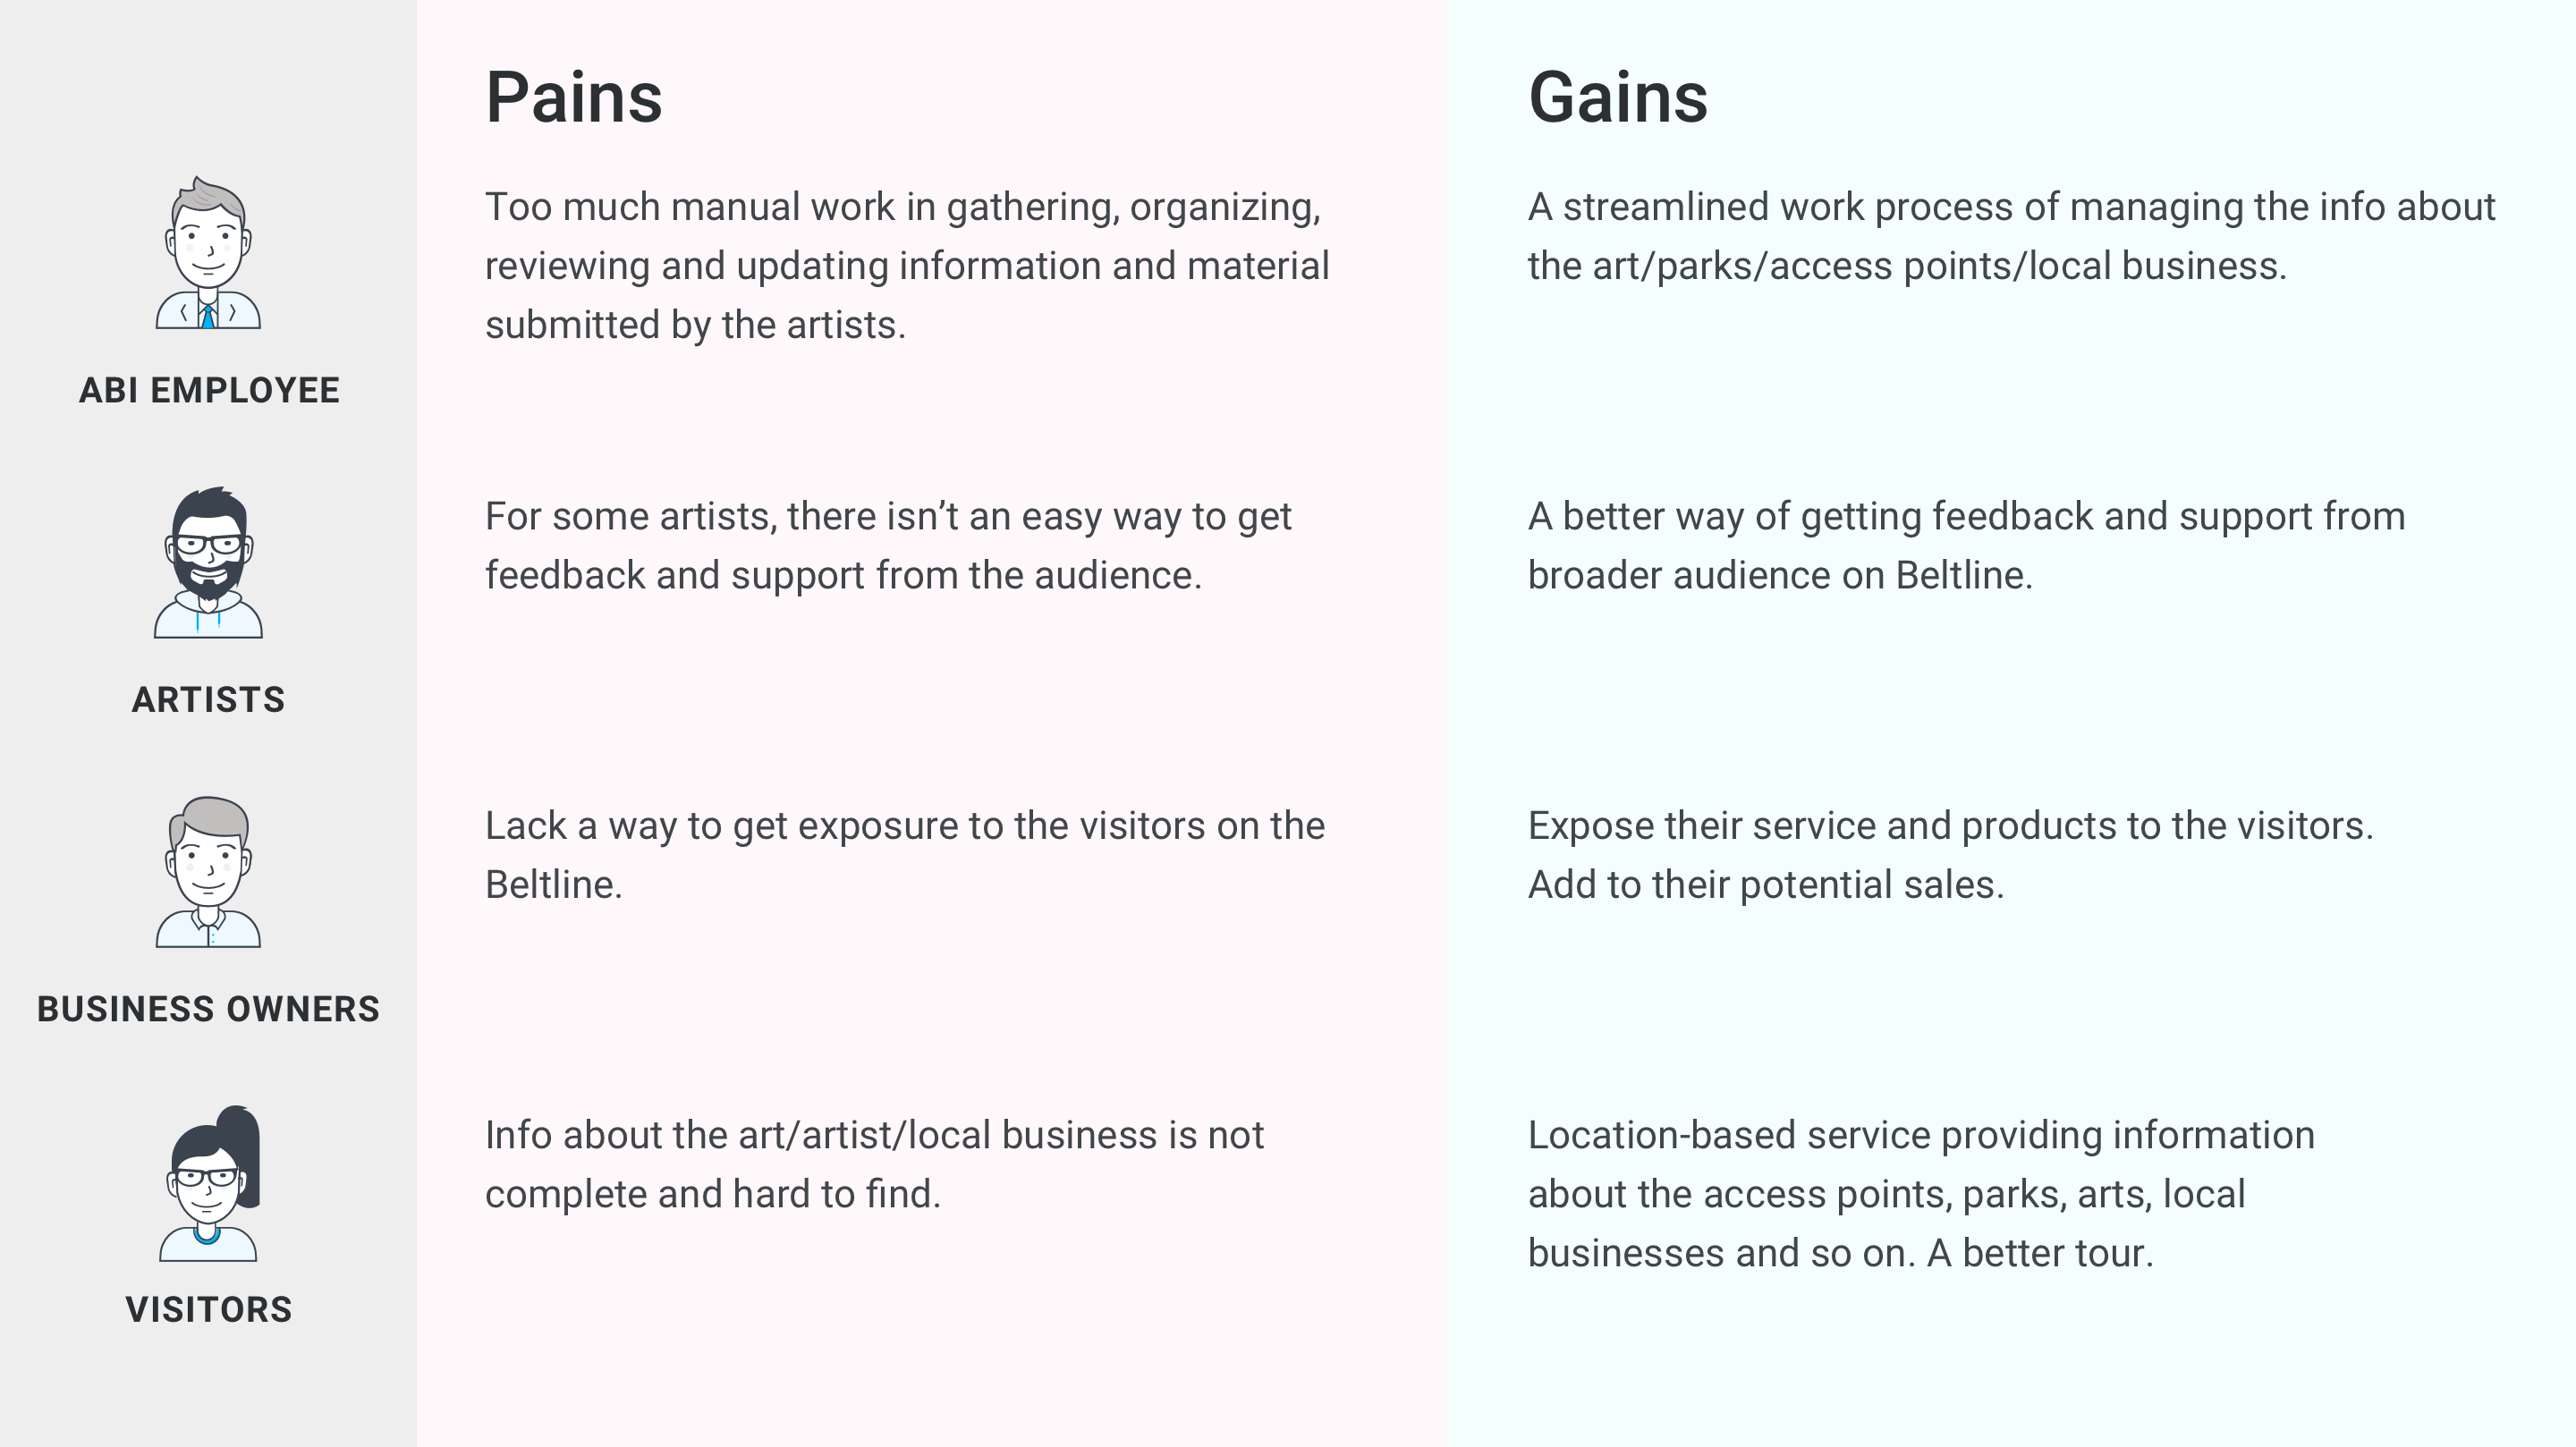 Pains
Gains
ABI EMPLOYEE
Too much manual work in gathering, organizing,
reviewing and updating information and material
submitted by the artists.
A streamlined work process of managing the info about
the art/parks/access points/local business.
ARTISTS
For some artists, there isn’t an easy way to get
feedback and support from the audience.
A better way of getting feedback and support from
broader audience on Beltline.
BUSINESS OWNERS
Lack a way to get exposure to the visitors on the
Beltline.
Expose their service and products to the visitors.
Add to their potential sales.
VISITORS
Info about the art/artist/local business is not
complete and hard to find.
Location-based service providing information
about the access points, parks, arts, local
businesses and so on. A better tour.